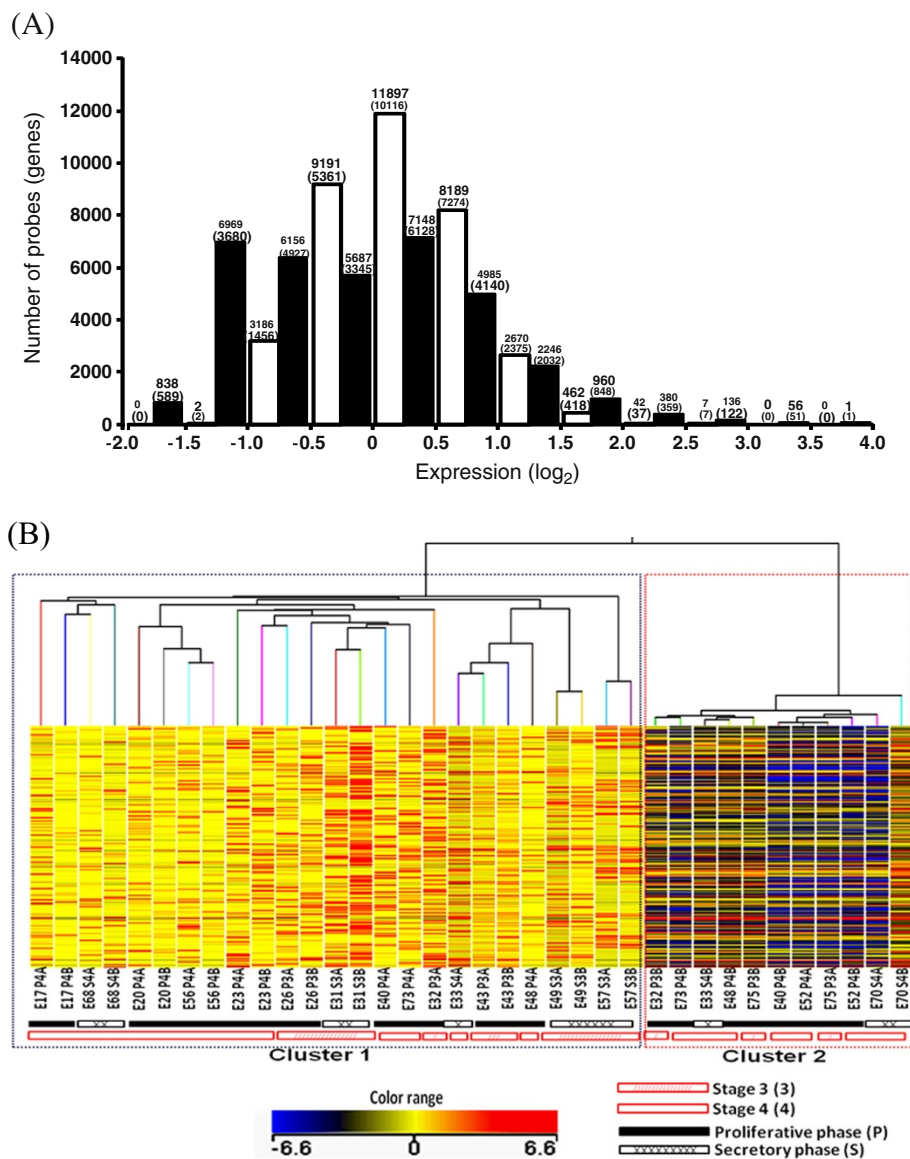 (A)
14000
12000
10000
8000
6000
4000
2000
0
Number of probes (genes)
0
(0)
838
(589)
2
(2)
6969
(3680)
3186
(1456)
6156
(4927)
9191
(5361)
5687
(3345)
11897
(10116)
7148
(6128)
8189
(7274)
4985
(4140)
2670
(2375)
2246
(2032)
462
(418)
960
(848)
42
(37)
380
(359)
7
(7)
136
(122)
0
(0)
56
(51)
0
(0)
1
(1)
-2.0 -1.5 -1.0 -0.5 0 0.5 1.0 1.5 2.0 2.5 3.0 3.5 4.0
Expression (log2)
(B)
E17 P4A
E17 P4B
E68 S4A
E68 S4B
E20 P4A
E20 P4B
E56 P4A
E56 P4B
E23 P4A
E23 P4B
E26 P3A
E26 P3B
E31 S3A
E31 S3B
E40 P4A
E73 P4A
E32 P3A
E33 S4A
E43 P3A
E43 P3B
E48 P4A
E49 S3A
E49 S3B
E57 S3A
E57 S3B
E32 P3B
E73 P4B
E33 S4B
E48 P4B
E75 P3B
E40 P4B
E52 P4A
E75 P3A
E52 P4B
E70 S4A
E70 S4B
Cluster 1
Cluster 2
Color range
-6.6 0 6.6
Stage 3 (3)
Stage 4 (4)
Proliferative phase (P)
Secretory phase (S)